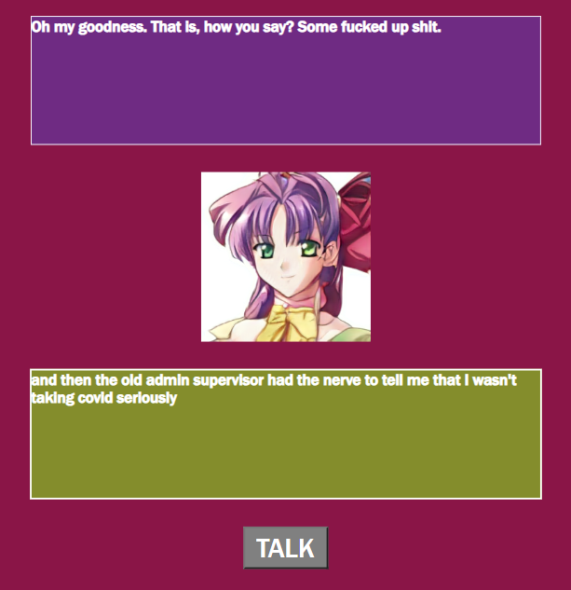 Oh my goodness. That is, how you say? Some fucked up shit.
and then the old admin supervisor had the nerve to tell me that I wasn't
taking covid seriously
TALK